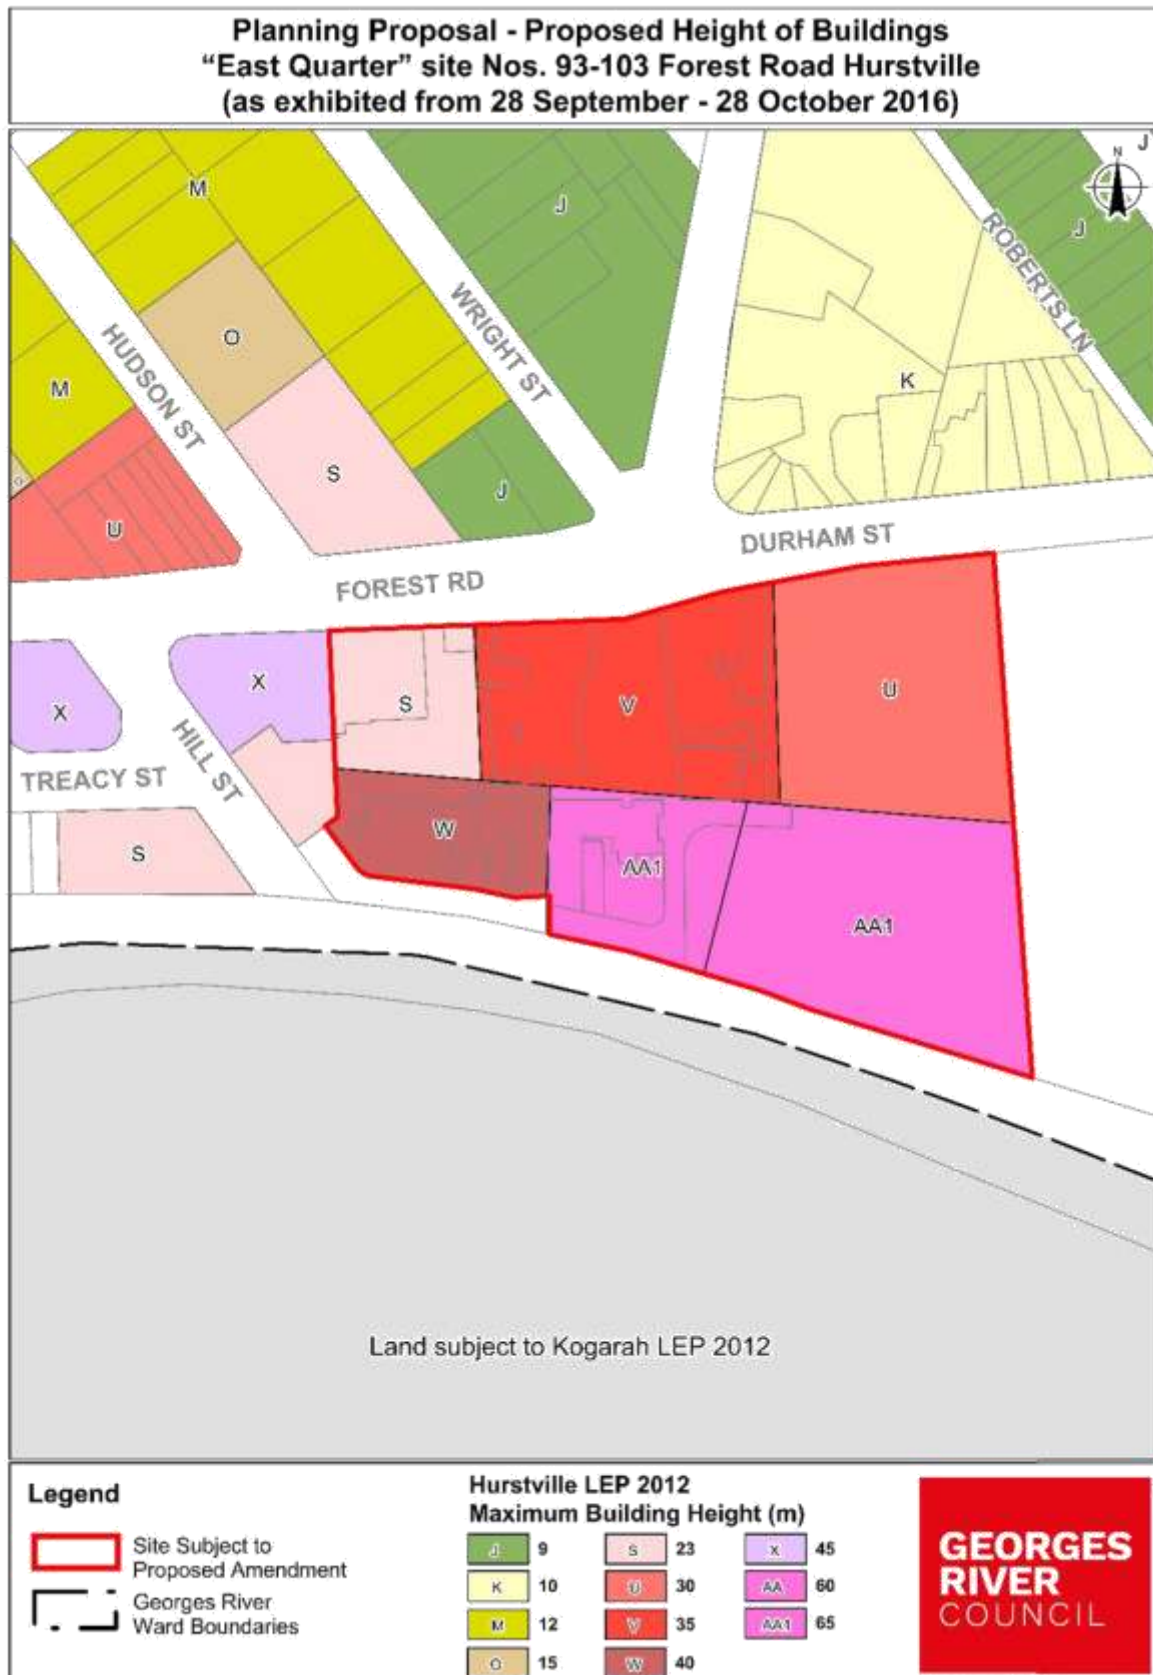 Planning Proposal - Proposed Height of Buildings
“East Quarter” site Nos. 93-103 Forest Road Hurstville
(as exhibited from 28 September - 28 October 2016)
N
J
M
J
J
ROBERTS LN
WRIGHT ST
O
HUDSON ST
M
K
S
J
O
U
DURHAM ST
FOREST RD
X
X
S
V
U
HILL ST
TREACY ST
W
S
AA1
AA1
Land subject to Kogarah LEP 2012
Legend
Site Subject to
Proposed Amendment
Georges River
Ward Boundaries
Hurstville LEP 2012
Maximum Building Height (m)
J 9
K 10
M 12
O 15
S 23
U 30
V 35
W 40
X 45
AA 60
AA1 65
GEORGES
RIVER
COUNCIL